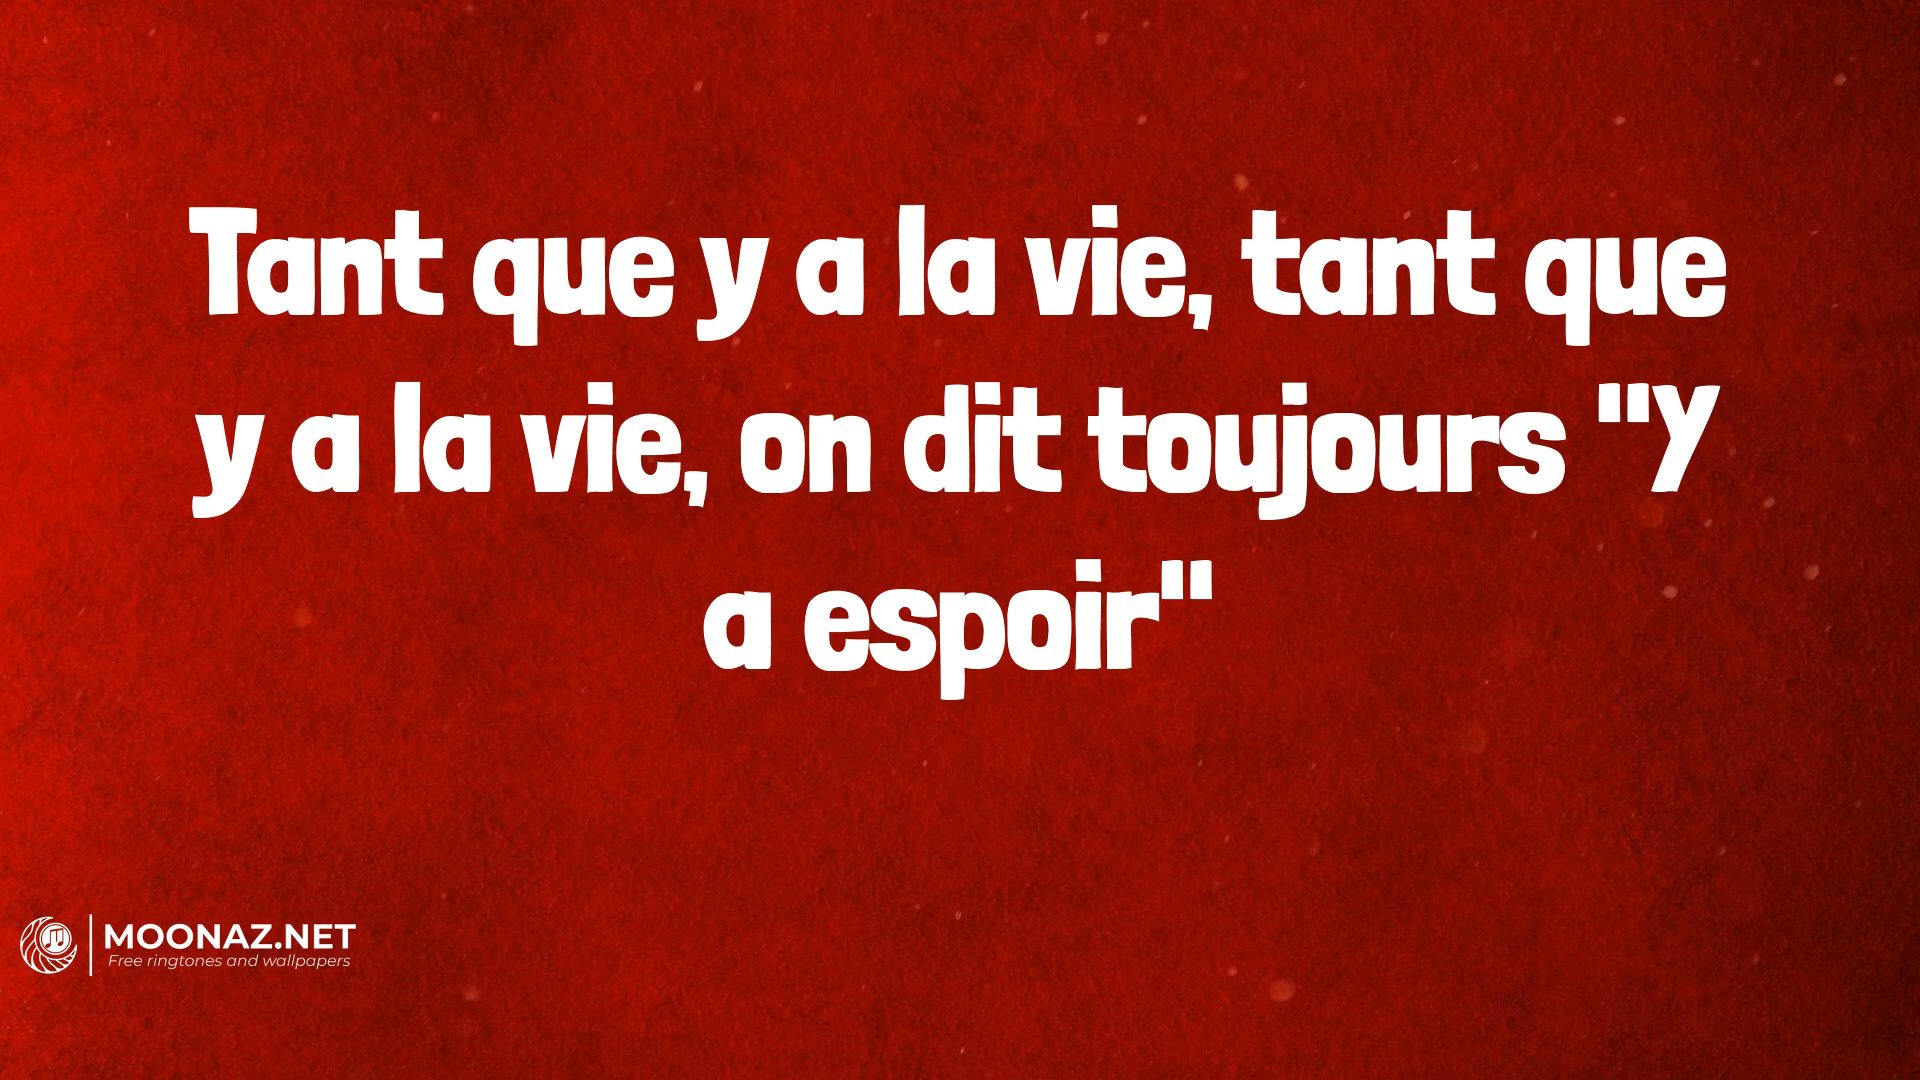 Tant que y a la vie, tant que
y a la vie, on dit toujours "Y
a espoir"
MOONAZ.NET
Free ringtones and wallpapers